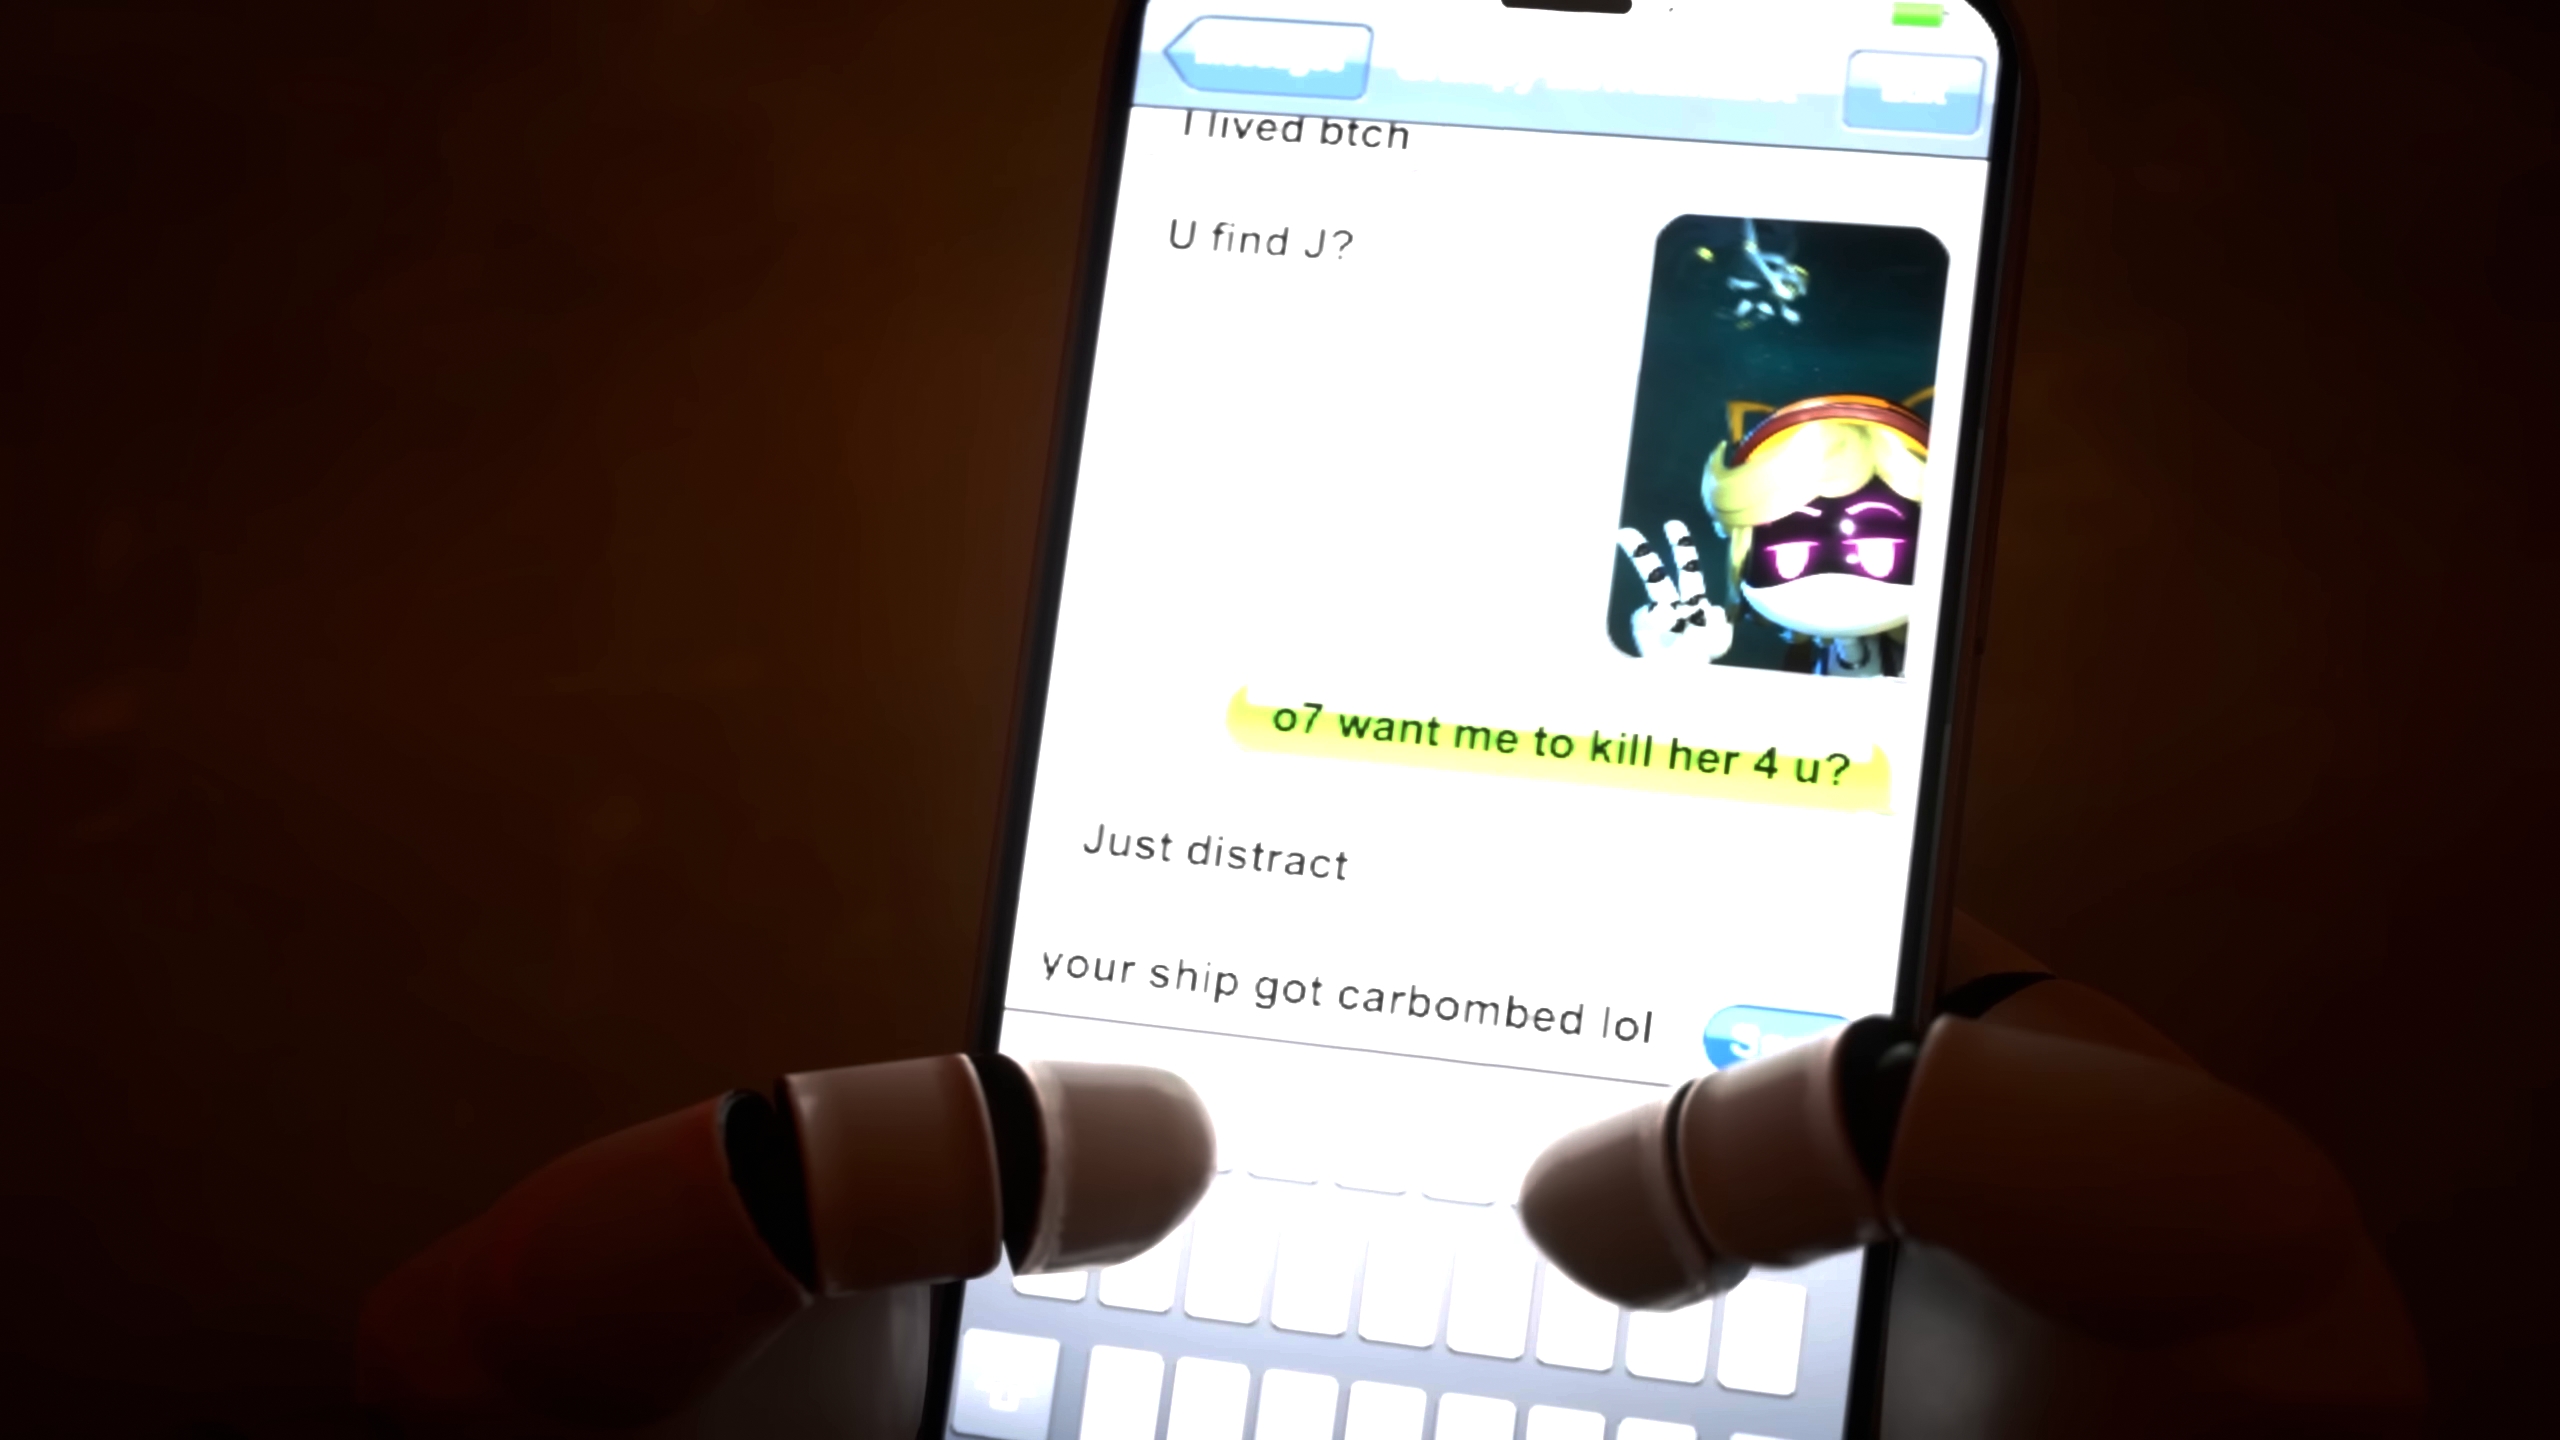 I lived btch
U find J?
o7 want me to kill her 4 u?
Just distract
your ship got carbombed lol